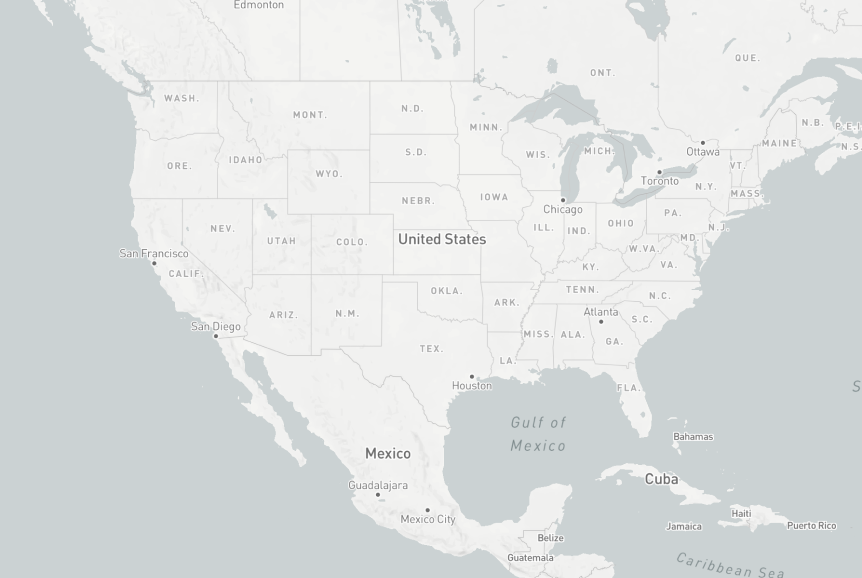 Edmonton
ONT.
QUE.
WASH.
MONT.
N.D.
MINN.
N.B.
P.E.I.
ORE.
IDAHO
S.D.
WIS.
MICH.
Ottawa
MAINE
N.S.
WYO.
Toronto
VT.
N.Y.
MASS.
NEBR.
IOWA
Chicago
PA.
NEV.
UTAH
COLO.
United States
ILL.
IND.
OHIO
N.J.
MD.
W.VA.
VA.
San Francisco
CALIF.
KY.
OKLA.
TENN.
N.C.
ARIZ.
N.M.
ARK.
Atlanta
S.C.
San Diego
MISS.
ALA.
GA.
TEX.
LA.
Houston
FLA.
S
Gulf of
Mexico
Bahamas
Mexico
Cuba
Guadalajara
Mexico City
Haiti
Jamaica
Puerto Rico
Belize
Guatemala
Caribbean Sea